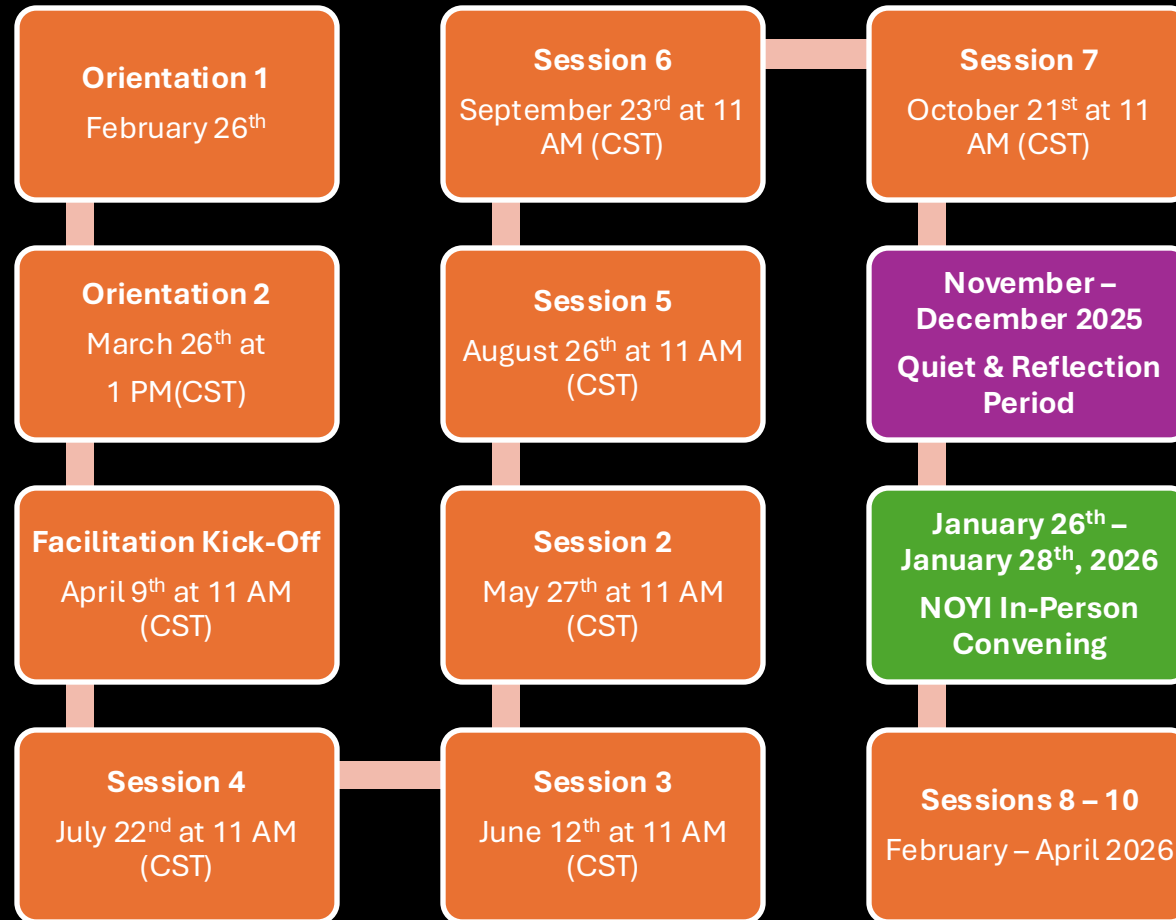 Orientation 1
February 26th
Orientation 2
March 26th at
1 PM(CST)
Facilitation Kick-Off
April 9th at 11 AM
(CST)
Session 4
July 22nd at 11 AM
(CST)
Session 3
June 12th at 11 AM
(CST)
Session 2
May 27th at 11 AM
(CST)
Session 5
August 26th at 11 AM
(CST)
Session 6
September 23rd at 11
AM (CST)
Session 7
October 21st at 11
AM (CST)
November –
December 2025
Quiet & Reflection
Period
January 26th –
January 28th, 2026
NOYI In-Person
Convening
Sessions 8 – 10
February – April 2026